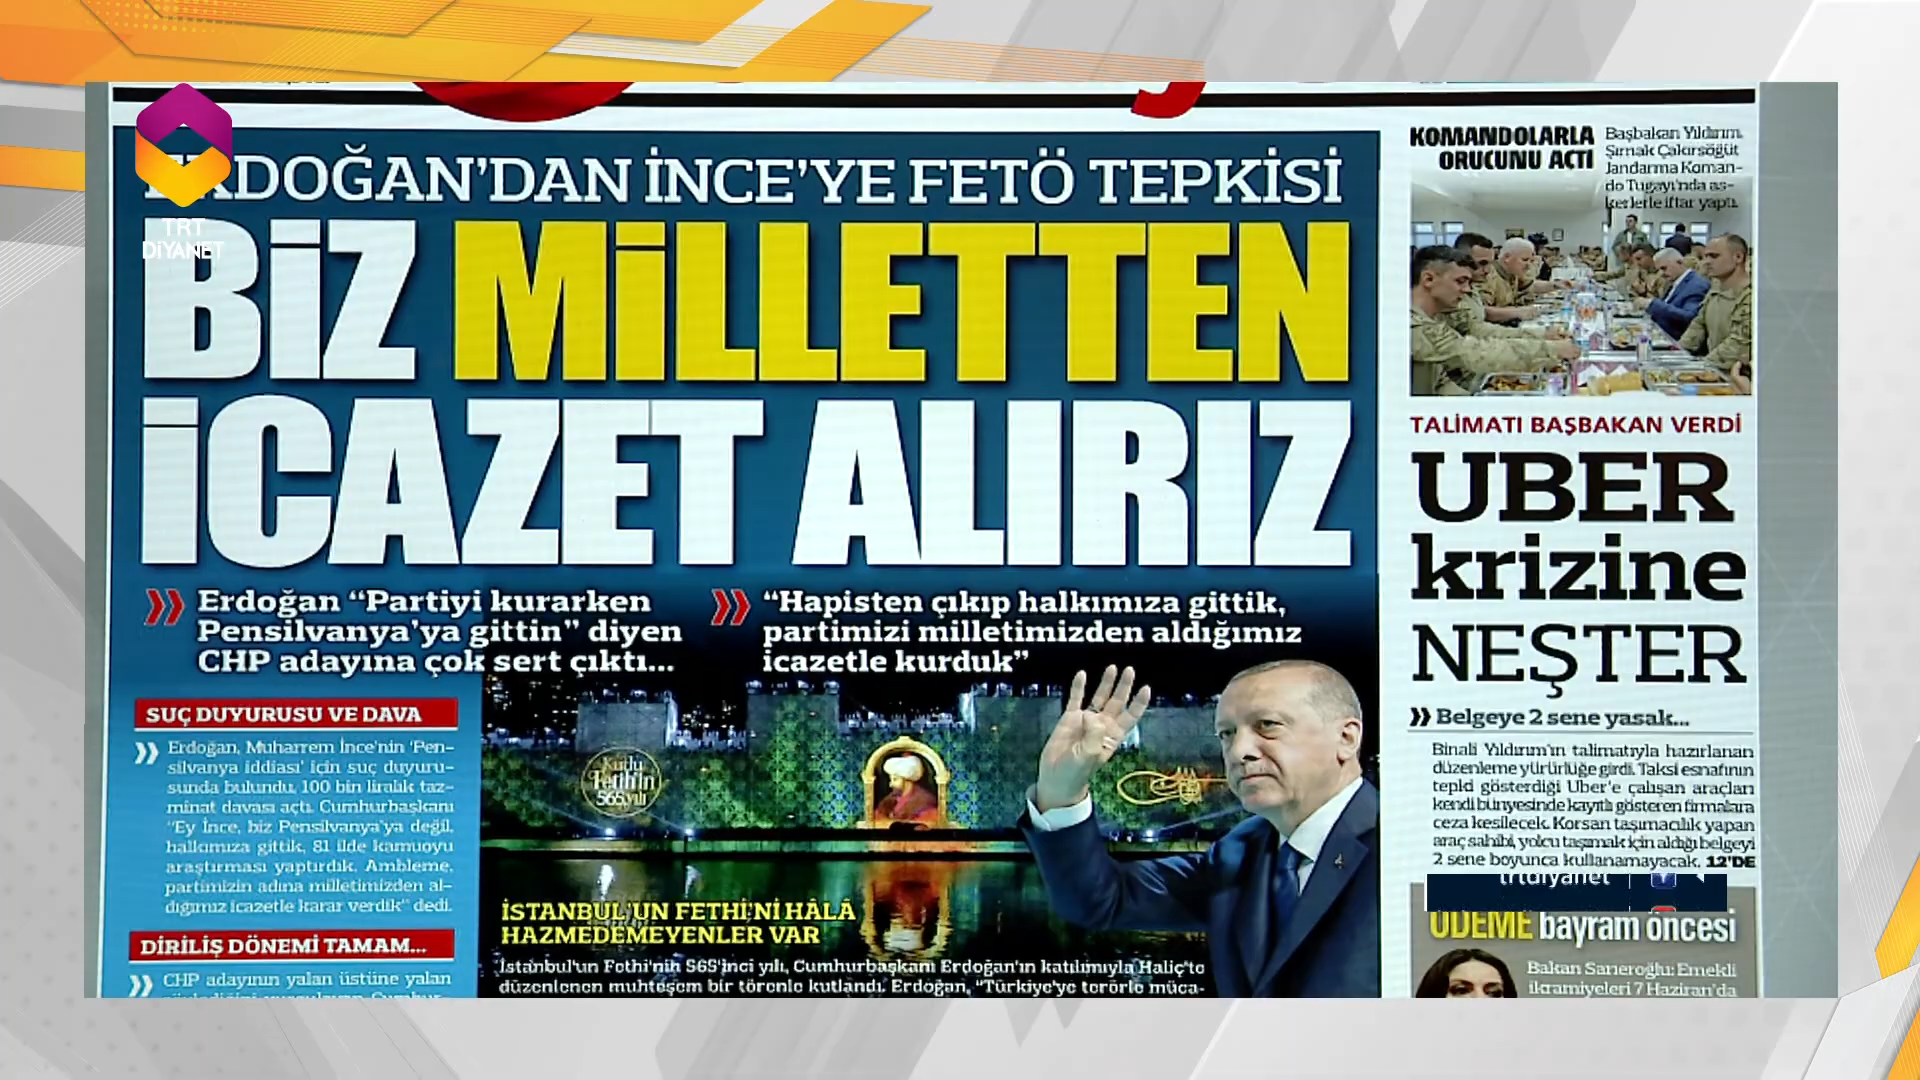 ERDOĞAN'DAN İNCE'YE FETÖ TEPKİSİ
BİZ MİLLETTEN
İCAZET ALIRIZ
Erdoğan “Partiyi kurarken
Pensilvanya'ya gittin” diyen
CHP adayına çok sert çıktı...
“Hapisten çıkıp halkımıza gittik,
partimizi milletimizden aldığımız
icazetle kurduk”
SUÇ DUYURUSU VE DAVA
Erdoğan, Muharrem İnce'nin 'Pen-
silvanya iddiası' için suç duyuru-
sunda bulundu, 100 bin liralık taz-
minat davası açtı. Cumhurbaşkanı
“Ey İnce, biz Pensilvanya'ya değil,
halkımıza gittik, 81 ilde kamuoyu
araştırması yaptırdık. Ambleme,
partimizin adına milletimizden al-
dığımız icazetle karar verdik” dedi.
DİRİLİŞ DÖNEMİ TAMAM...
CHP adayının yalan üstüne yalan
Kutlu
Fethin
565.yılı
İSTANBUL'UN FETHİ'Nİ HÂLÂ
HAZMEDEMEYENLER VAR
İstanbul'un Fethi'nin 565'inci yılı, Cumhurbaşkanı Erdoğan'ın katılımıyla Haliç'te
düzenlenen muhteşem bir törenle kutlandı. Erdoğan, “Türkiye'ye terörle müca-
KOMANDOLARLA
ORUCUNU AÇTI
Başbakan Yıldırım,
Şırnak Çakırsöğüt
Jandarma Koman-
do Tugayı'nda as-
kerlerle iftar yaptı.
TALİMATI BAŞBAKAN VERDİ
UBER
krizine
NEŞTER
Belgeye 2 sene yasak...
Binali Yıldırım'ın talimatıyla hazırlanan
düzenleme yürürlüğe girdi. Taksi esnafının
tepki gösterdiği Uber'e çalışan araçları
kendi bünyesinde kayıtlı gösteren firmalara
ceza kesilecek. Korsan taşımacılık yapan
araç sahibi, yolcu taşımak için aldığı belgeyi
2 sene boyunca kullanamayacak. 12'DE
trtdiyanet
ÖDEME bayram öncesi
Bakan Sarıeroğlu: Emekli
ikramiyeleri 7 Haziran'da
TRT
DİYANET